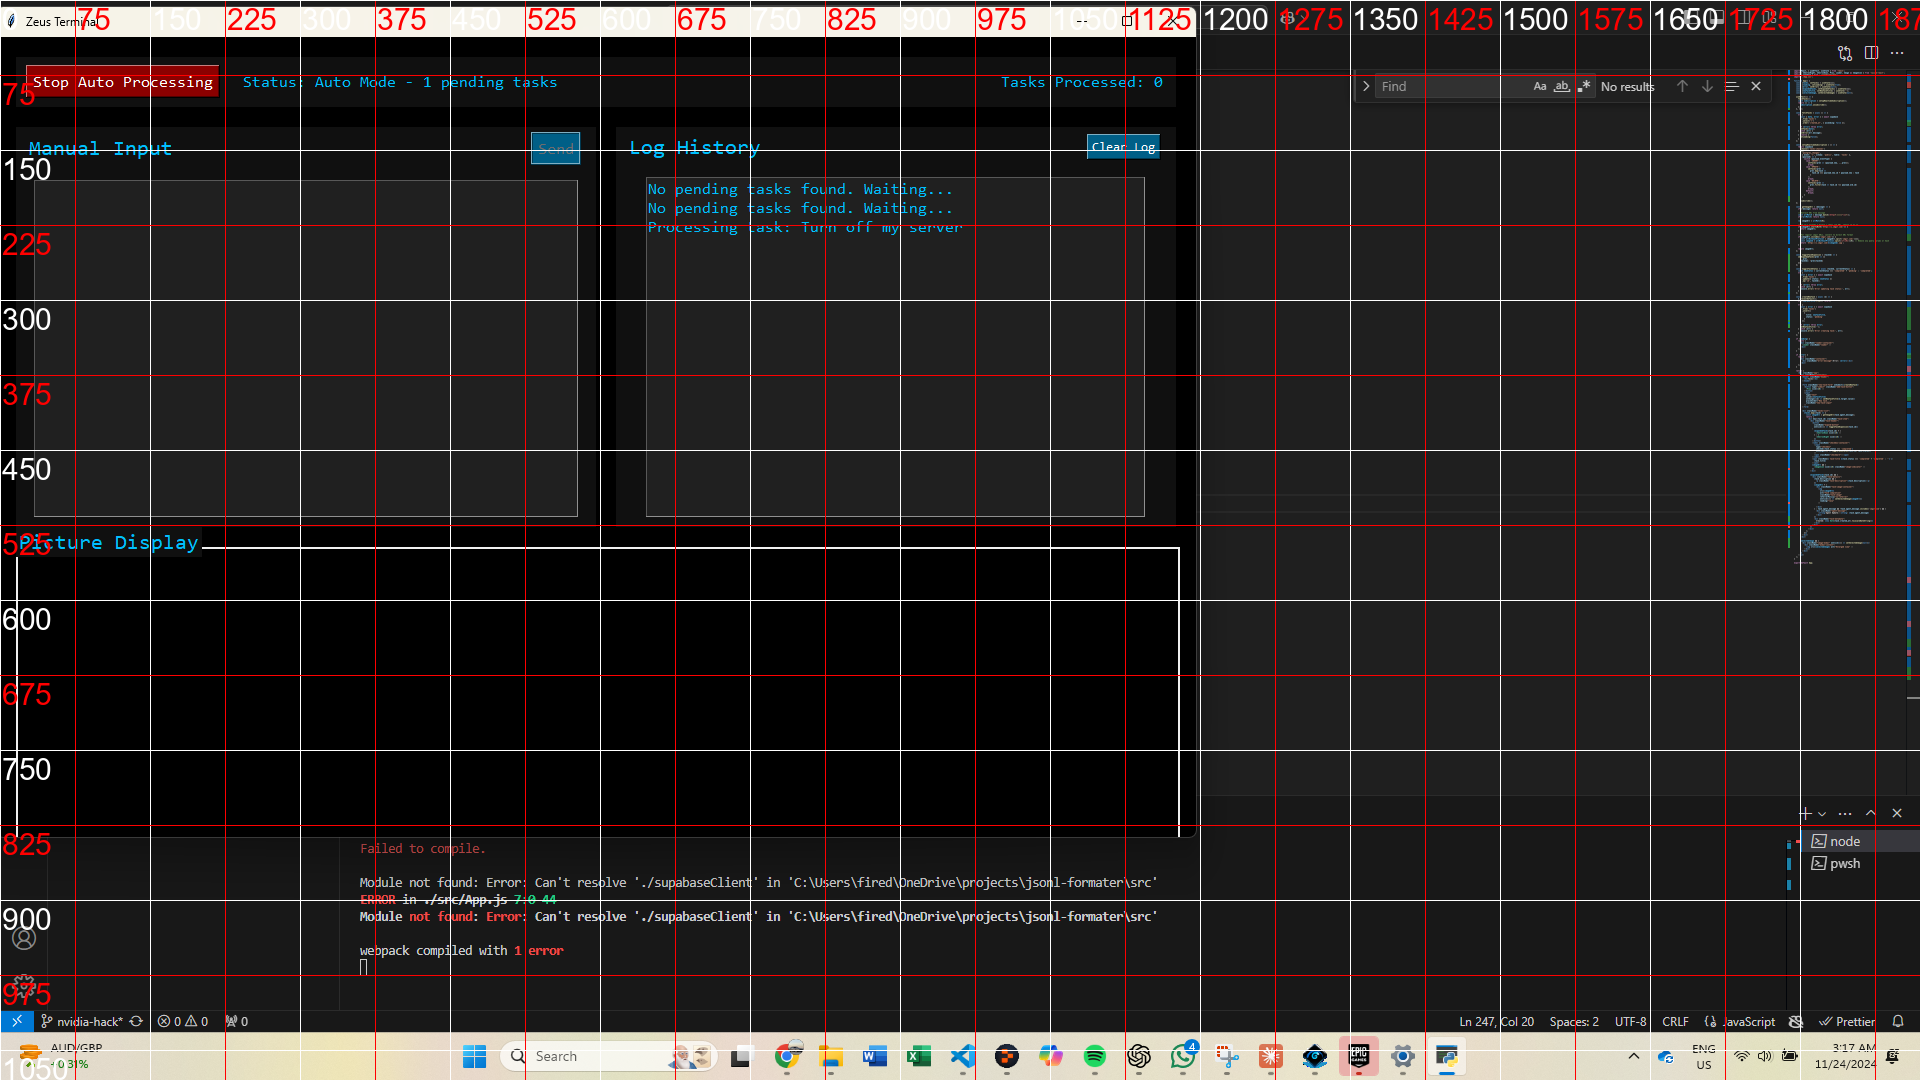 Zeus Terminal
75 150 225 300 375 450 525 600 675 750 825 900 975 1050 1125 1200 1275 1350 1425 1500 1575 1650 1725 1800 187
Stop Auto Processing
Status: Auto Mode - 1 pending tasks
Tasks Processed: 0
Find
Aa ab
No results
75
Manual Input
Send
Log History
Clear Log
150
No pending tasks found. Waiting...
No pending tasks found. Waiting...
Processing task: Turn off my server
225
300
375
450
525
Picture Display
600
675
750
825
node
pwsh
Failed to compile.
Module not found: Error: Can't resolve './supabaseClient' in 'C:\Users\fired\OneDrive\projects\jsonl-formater\src'
ERROR in ./src/App.js 7:0-44
Module not found: Error: Can't resolve './supabaseClient' in 'C:\Users\fired\OneDrive\projects\jsonl-formater\src'
900
webpack compiled with 1 error
975
nvidia-hack* 0 0 0
Ln 247, Col 20 Spaces: 2 UTF-8 CRLF JavaScript Prettier
AUD/GBP
0.31%
1050
Search
4
EPIC GAMES
ENG
US
3:17 AM
11/24/2024